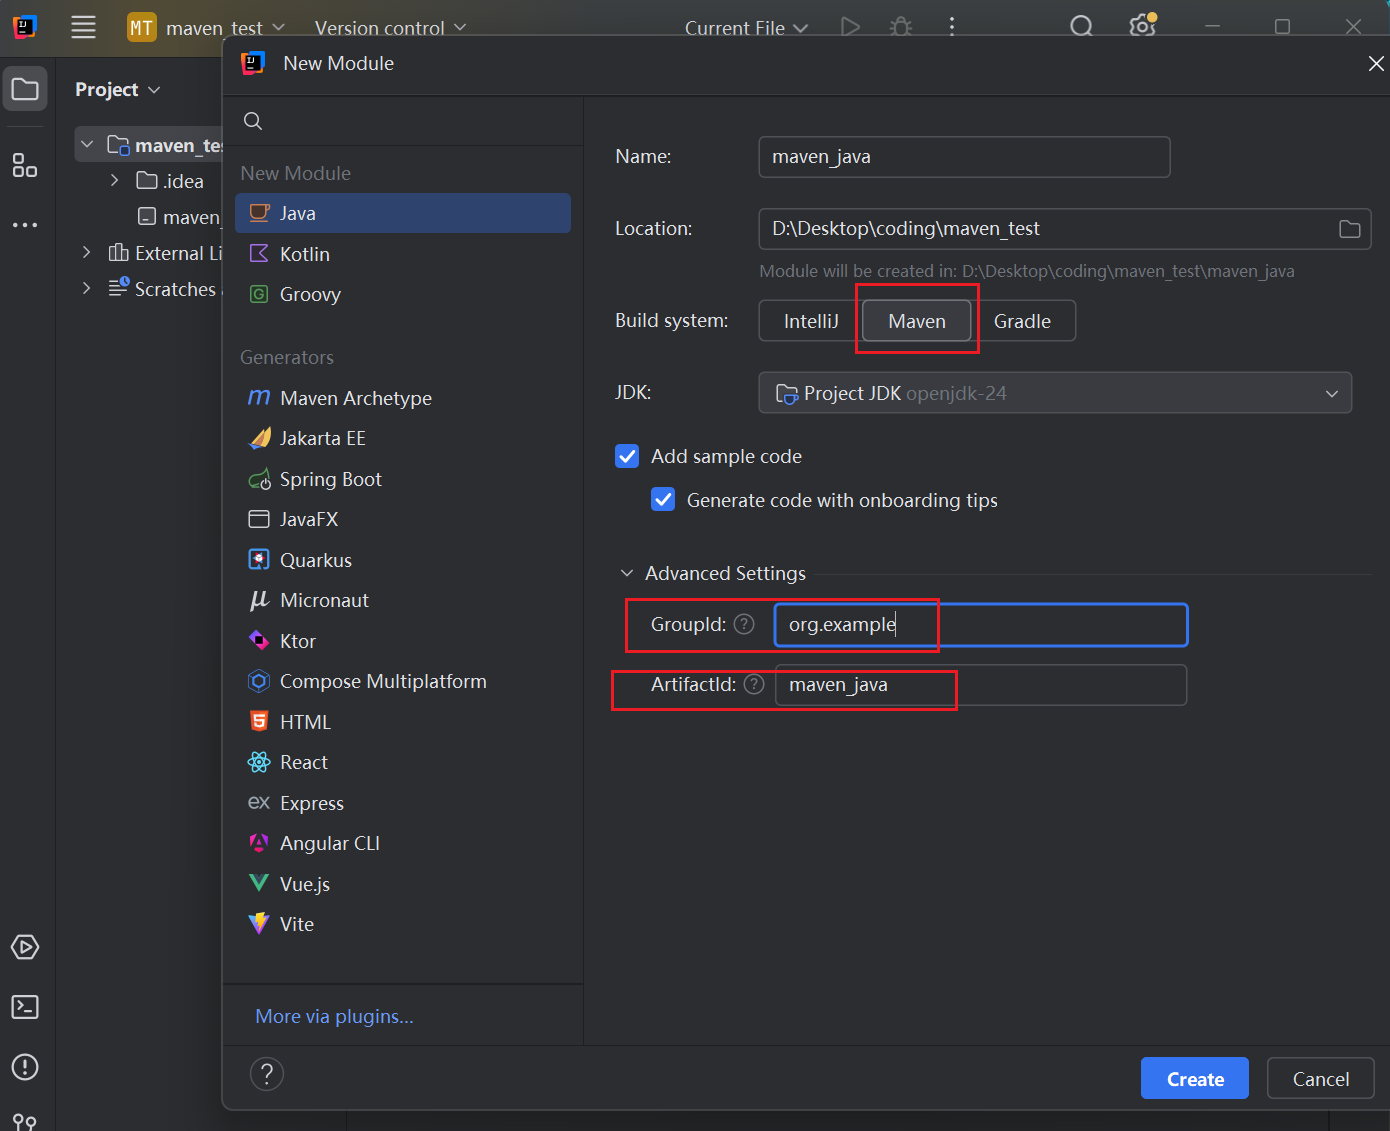 MT maven_test Version control Current File
New Module
Project
maven_tes
.idea
maven_
External Li
Scratches
New Module
Java
Kotlin
Groovy
Generators
Maven Archetype
Jakarta EE
Spring Boot
JavaFX
Quarkus
Micronaut
Ktor
Compose Multiplatform
HTML
React
Express
Angular CLI
Vue.js
Vite
More via plugins...
Name: maven_java
Location: D:\Desktop\coding\maven_test
Module will be created in: D:\Desktop\coding\maven_test\maven_java
Build system: IntelliJ Maven Gradle
JDK: Project JDK openjdk-24
Add sample code
Generate code with onboarding tips
Advanced Settings
GroupId: ? org.example
ArtifactId: ? maven_java
? Create Cancel